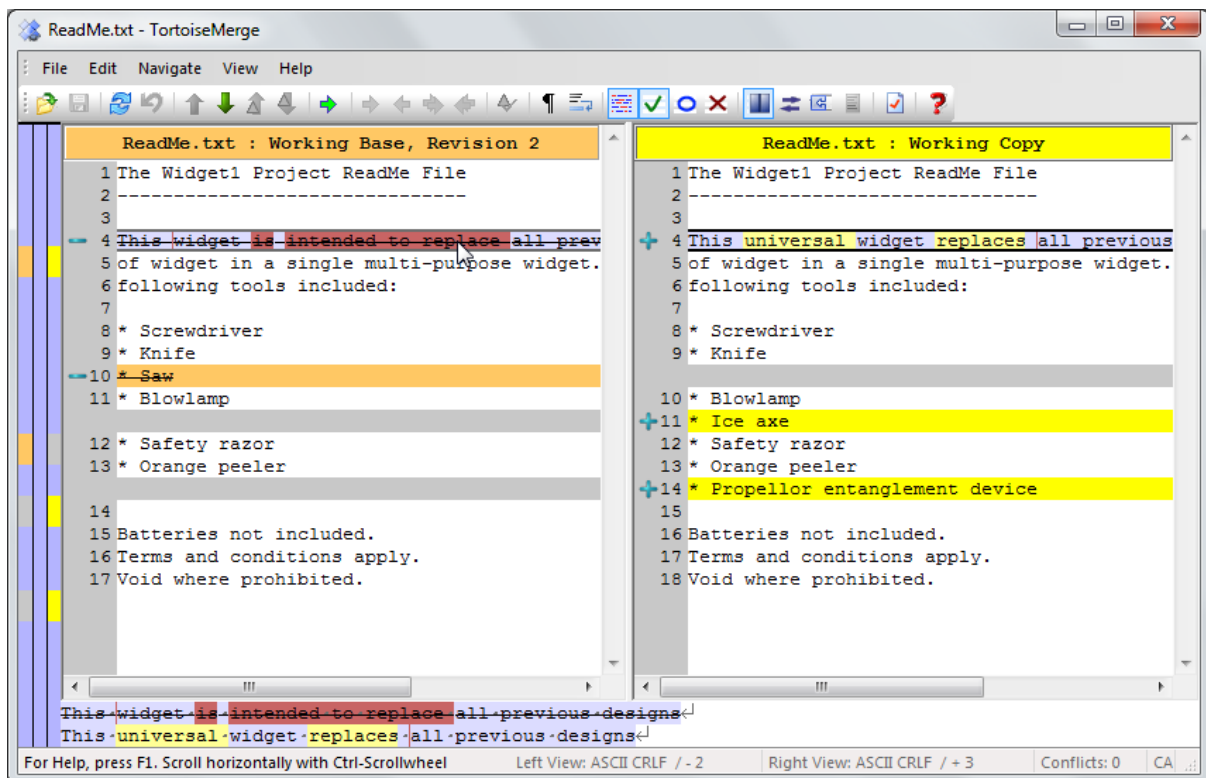 ReadMe.txt - TortoiseMerge
File Edit Navigate View Help
ReadMe.txt : Working Base, Revision 2
1 The Widget1 Project ReadMe File
2 -------------------------------
3
4 This widget is intended to replace all prev
5 of widget in a single multi-purpose widget.
6 following tools included:
7
8 * Screwdriver
9 * Knife
10 * Saw
11 * Blowlamp
12 * Safety razor
13 * Orange peeler
14
15 Batteries not included.
16 Terms and conditions apply.
17 Void where prohibited.
ReadMe.txt : Working Copy
1 The Widget1 Project ReadMe File
2 -------------------------------
3
4 This universal widget replaces all previous
5 of widget in a single multi-purpose widget.
6 following tools included:
7
8 * Screwdriver
9 * Knife
10 * Blowlamp
11 * Ice axe
12 * Safety razor
13 * Orange peeler
14 * Propellor entanglement device
15
16 Batteries not included.
17 Terms and conditions apply.
18 Void where prohibited.
This widget is intended to replace all previous designs
This universal widget replaces all previous designs
For Help, press F1. Scroll horizontally with Ctrl-Scrollwheel Left View: ASCII CRLF / - 2 Right View: ASCII CRLF / + 3 Conflicts: 0 CA